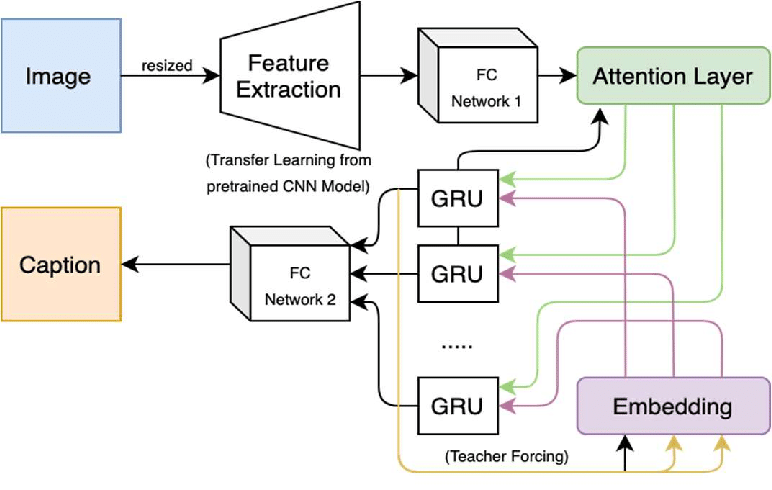 Image
resized
Feature
Extraction
(Transfer Learning from
pretrained CNN Model)
FC
Network 1
Attention Layer
GRU
GRU
.....
GRU
FC
Network 2
Caption
Embedding
(Teacher Forcing)